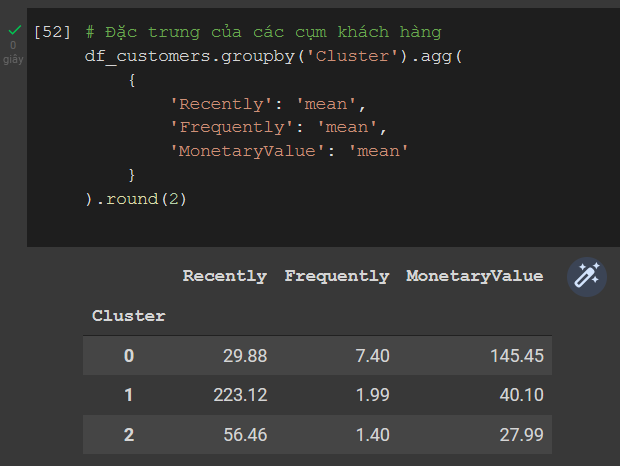 [52] # Đặc trưng của các cụm khách hàng
0
giây
df_customers.groupby('Cluster').agg(
{
'Recently': 'mean',
'Frequently': 'mean',
'MonetaryValue': 'mean'
}
).round(2)
Recently Frequently MonetaryValue
Cluster
0 29.88 7.40 145.45
1 223.12 1.99 40.10
2 56.46 1.40 27.99